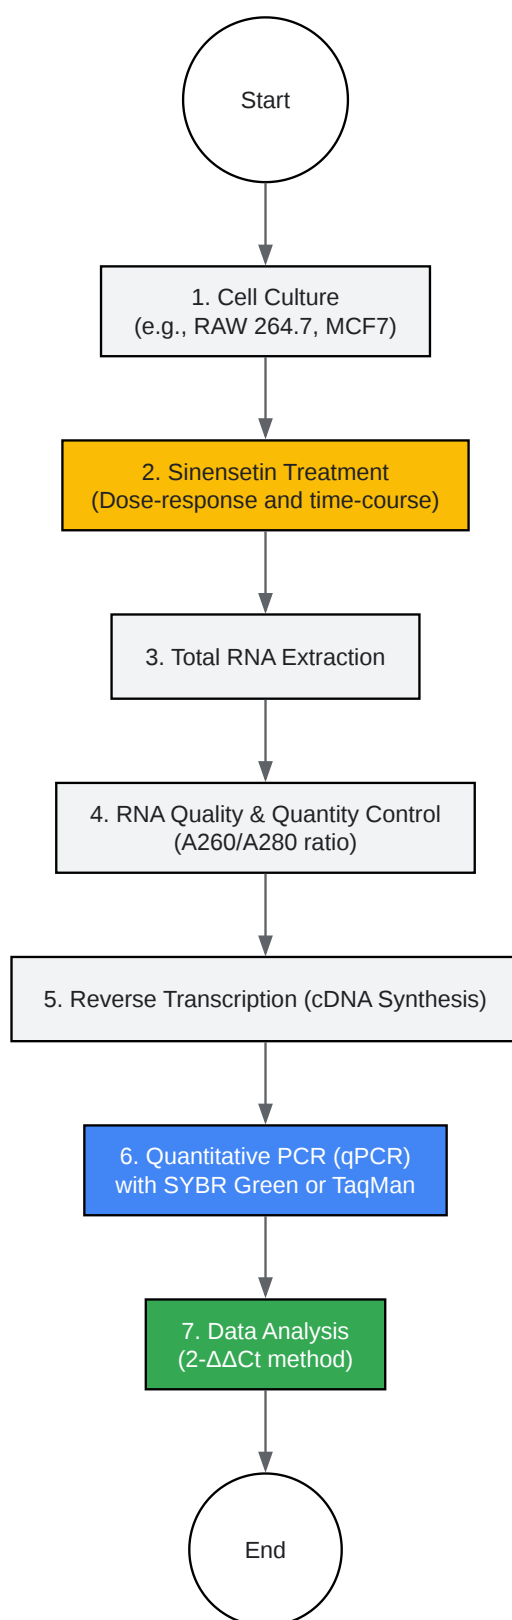 Start
1. Cell Culture
(e.g., RAW 264.7, MCF7)
2. Sinensetin Treatment
(Dose-response and time-course)
3. Total RNA Extraction
4. RNA Quality & Quantity Control
(A260/A280 ratio)
5. Reverse Transcription (cDNA Synthesis)
6. Quantitative PCR (qPCR)
with SYBR Green or TaqMan
7. Data Analysis
(2-ΔΔCt method)
End